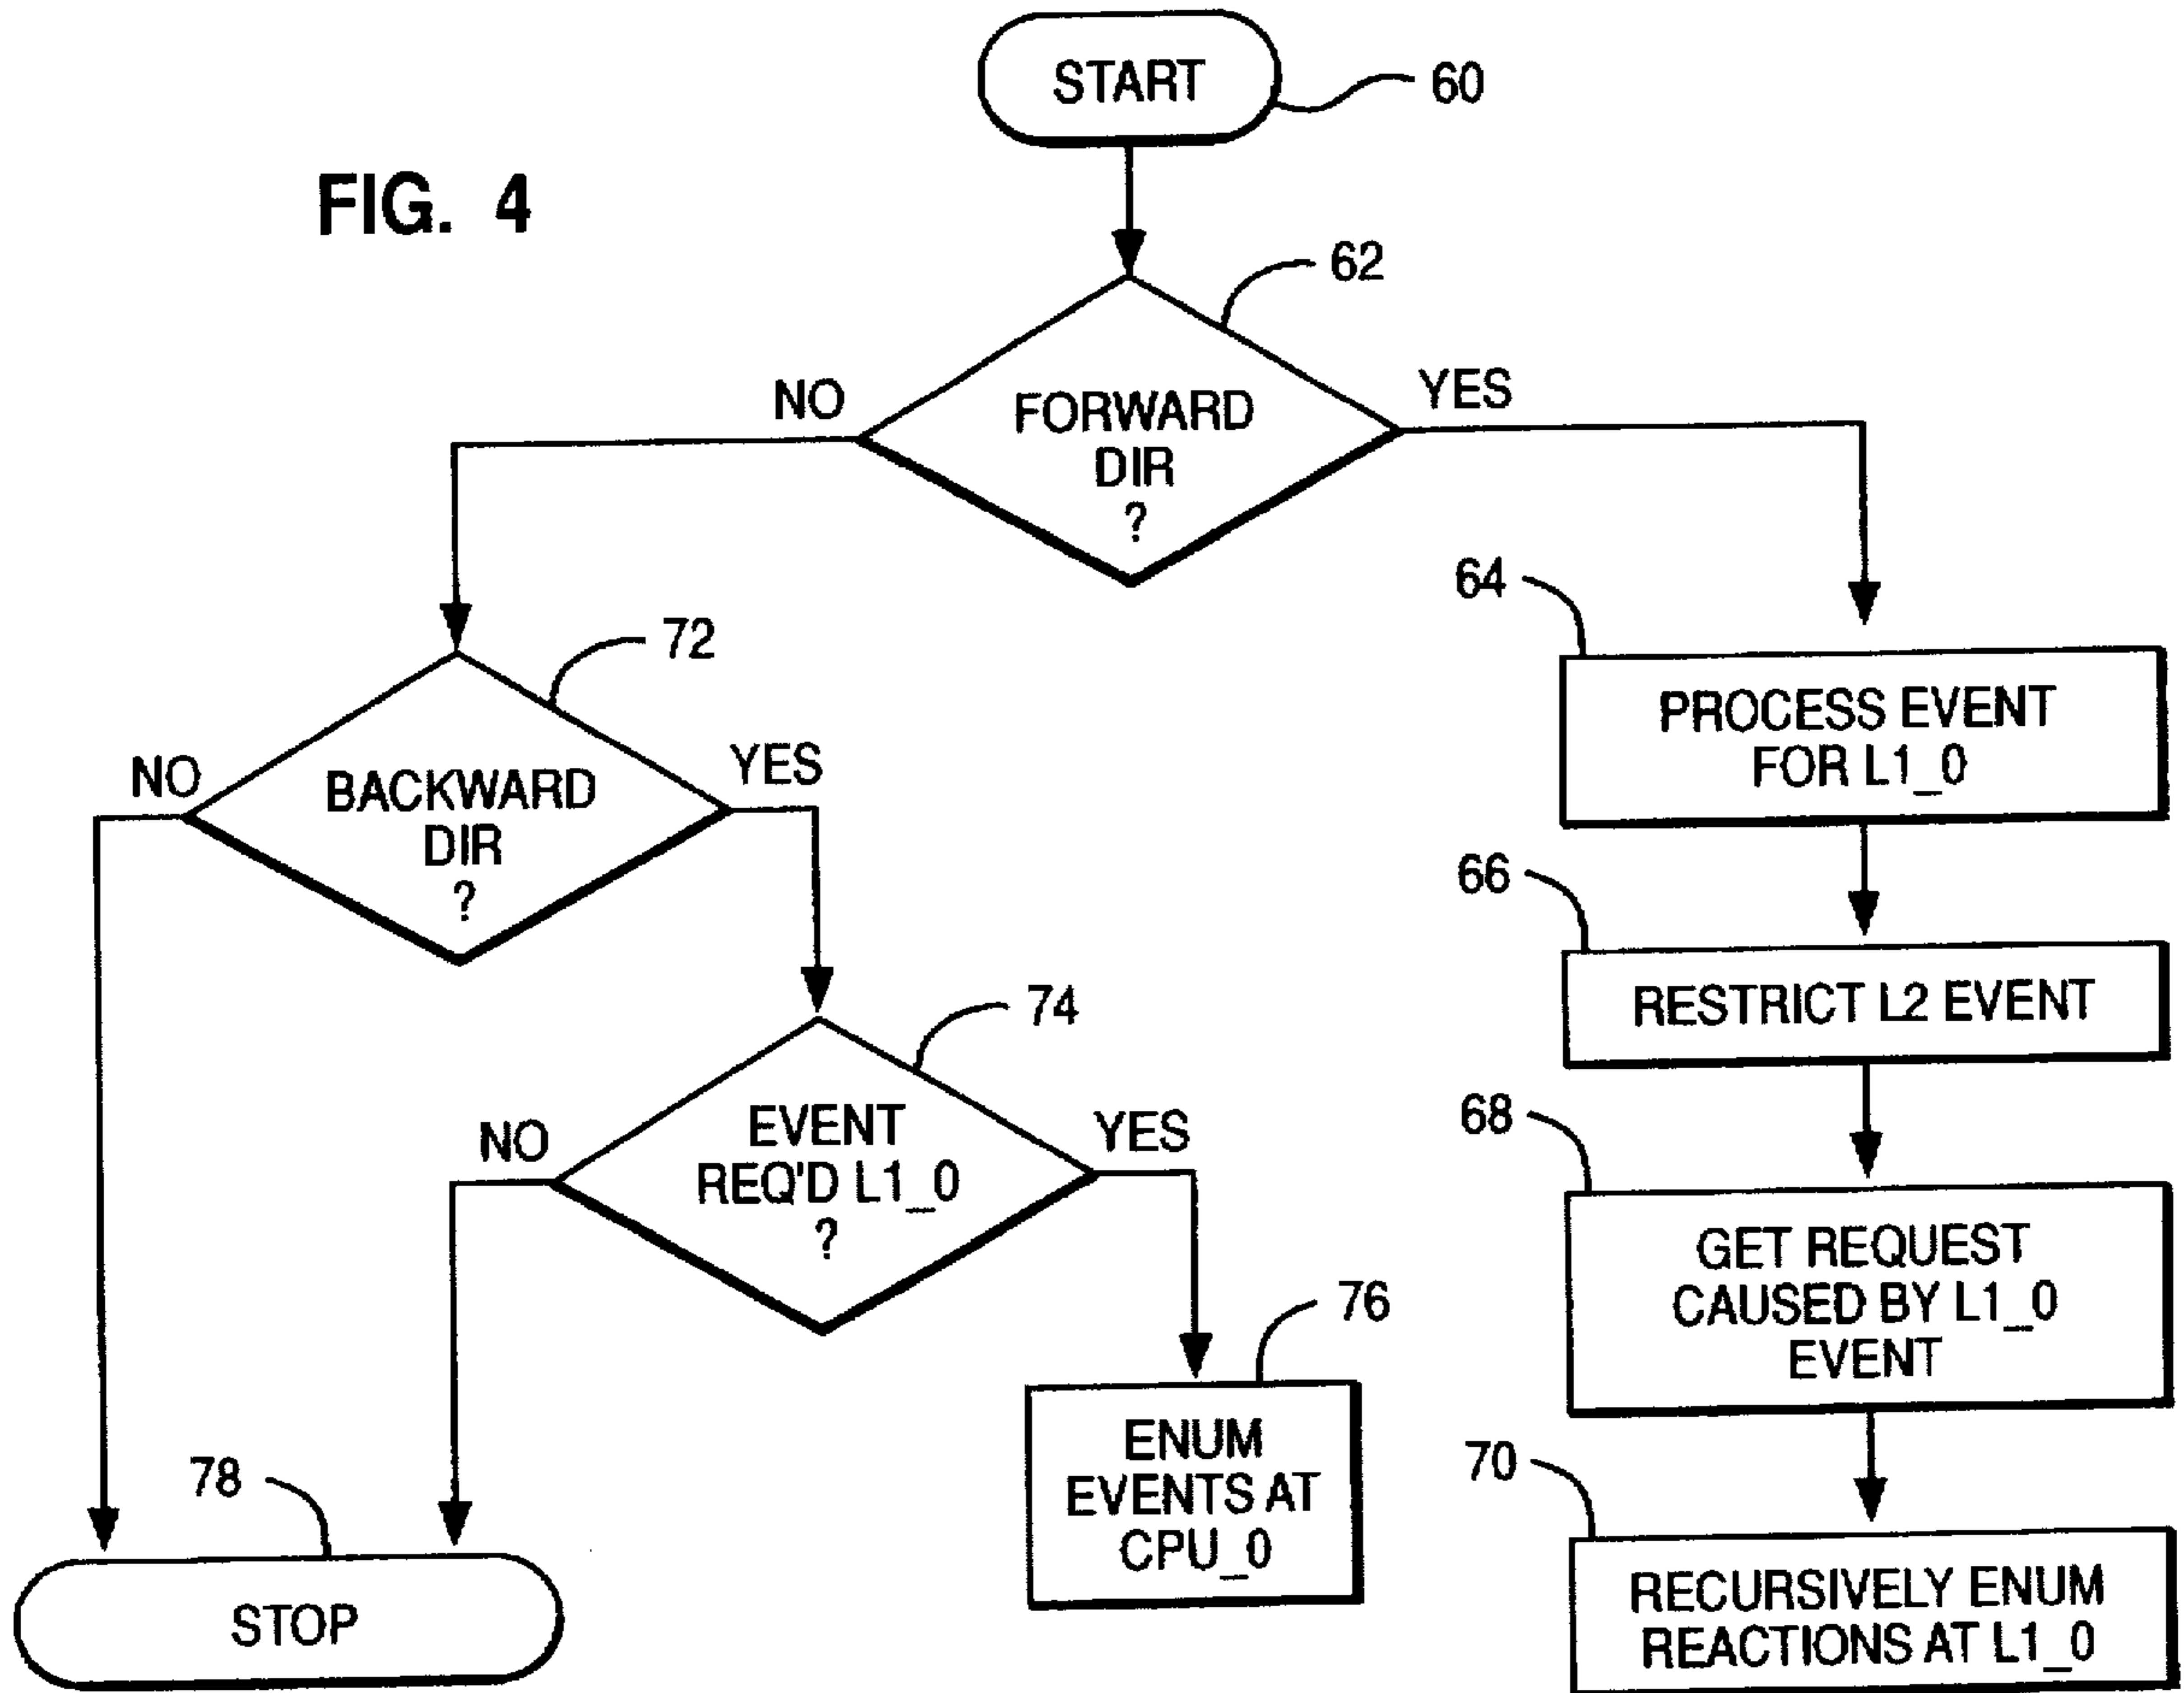 START
60
FIG. 4
62
NO
YES
FORWARD
DIR
?
64
72
PROCESS EVENT
FOR L1_0
NO
YES
BACKWARD
DIR
?
66
RESTRICT L2 EVENT
74
68
NO
YES
EVENT
REQ'D L1_0
?
GET REQUEST
CAUSED BY L1_0
EVENT
76
ENUM
EVENTS AT
CPU_0
70
78
STOP
RECURSIVELY ENUM
REACTIONS AT L1_0